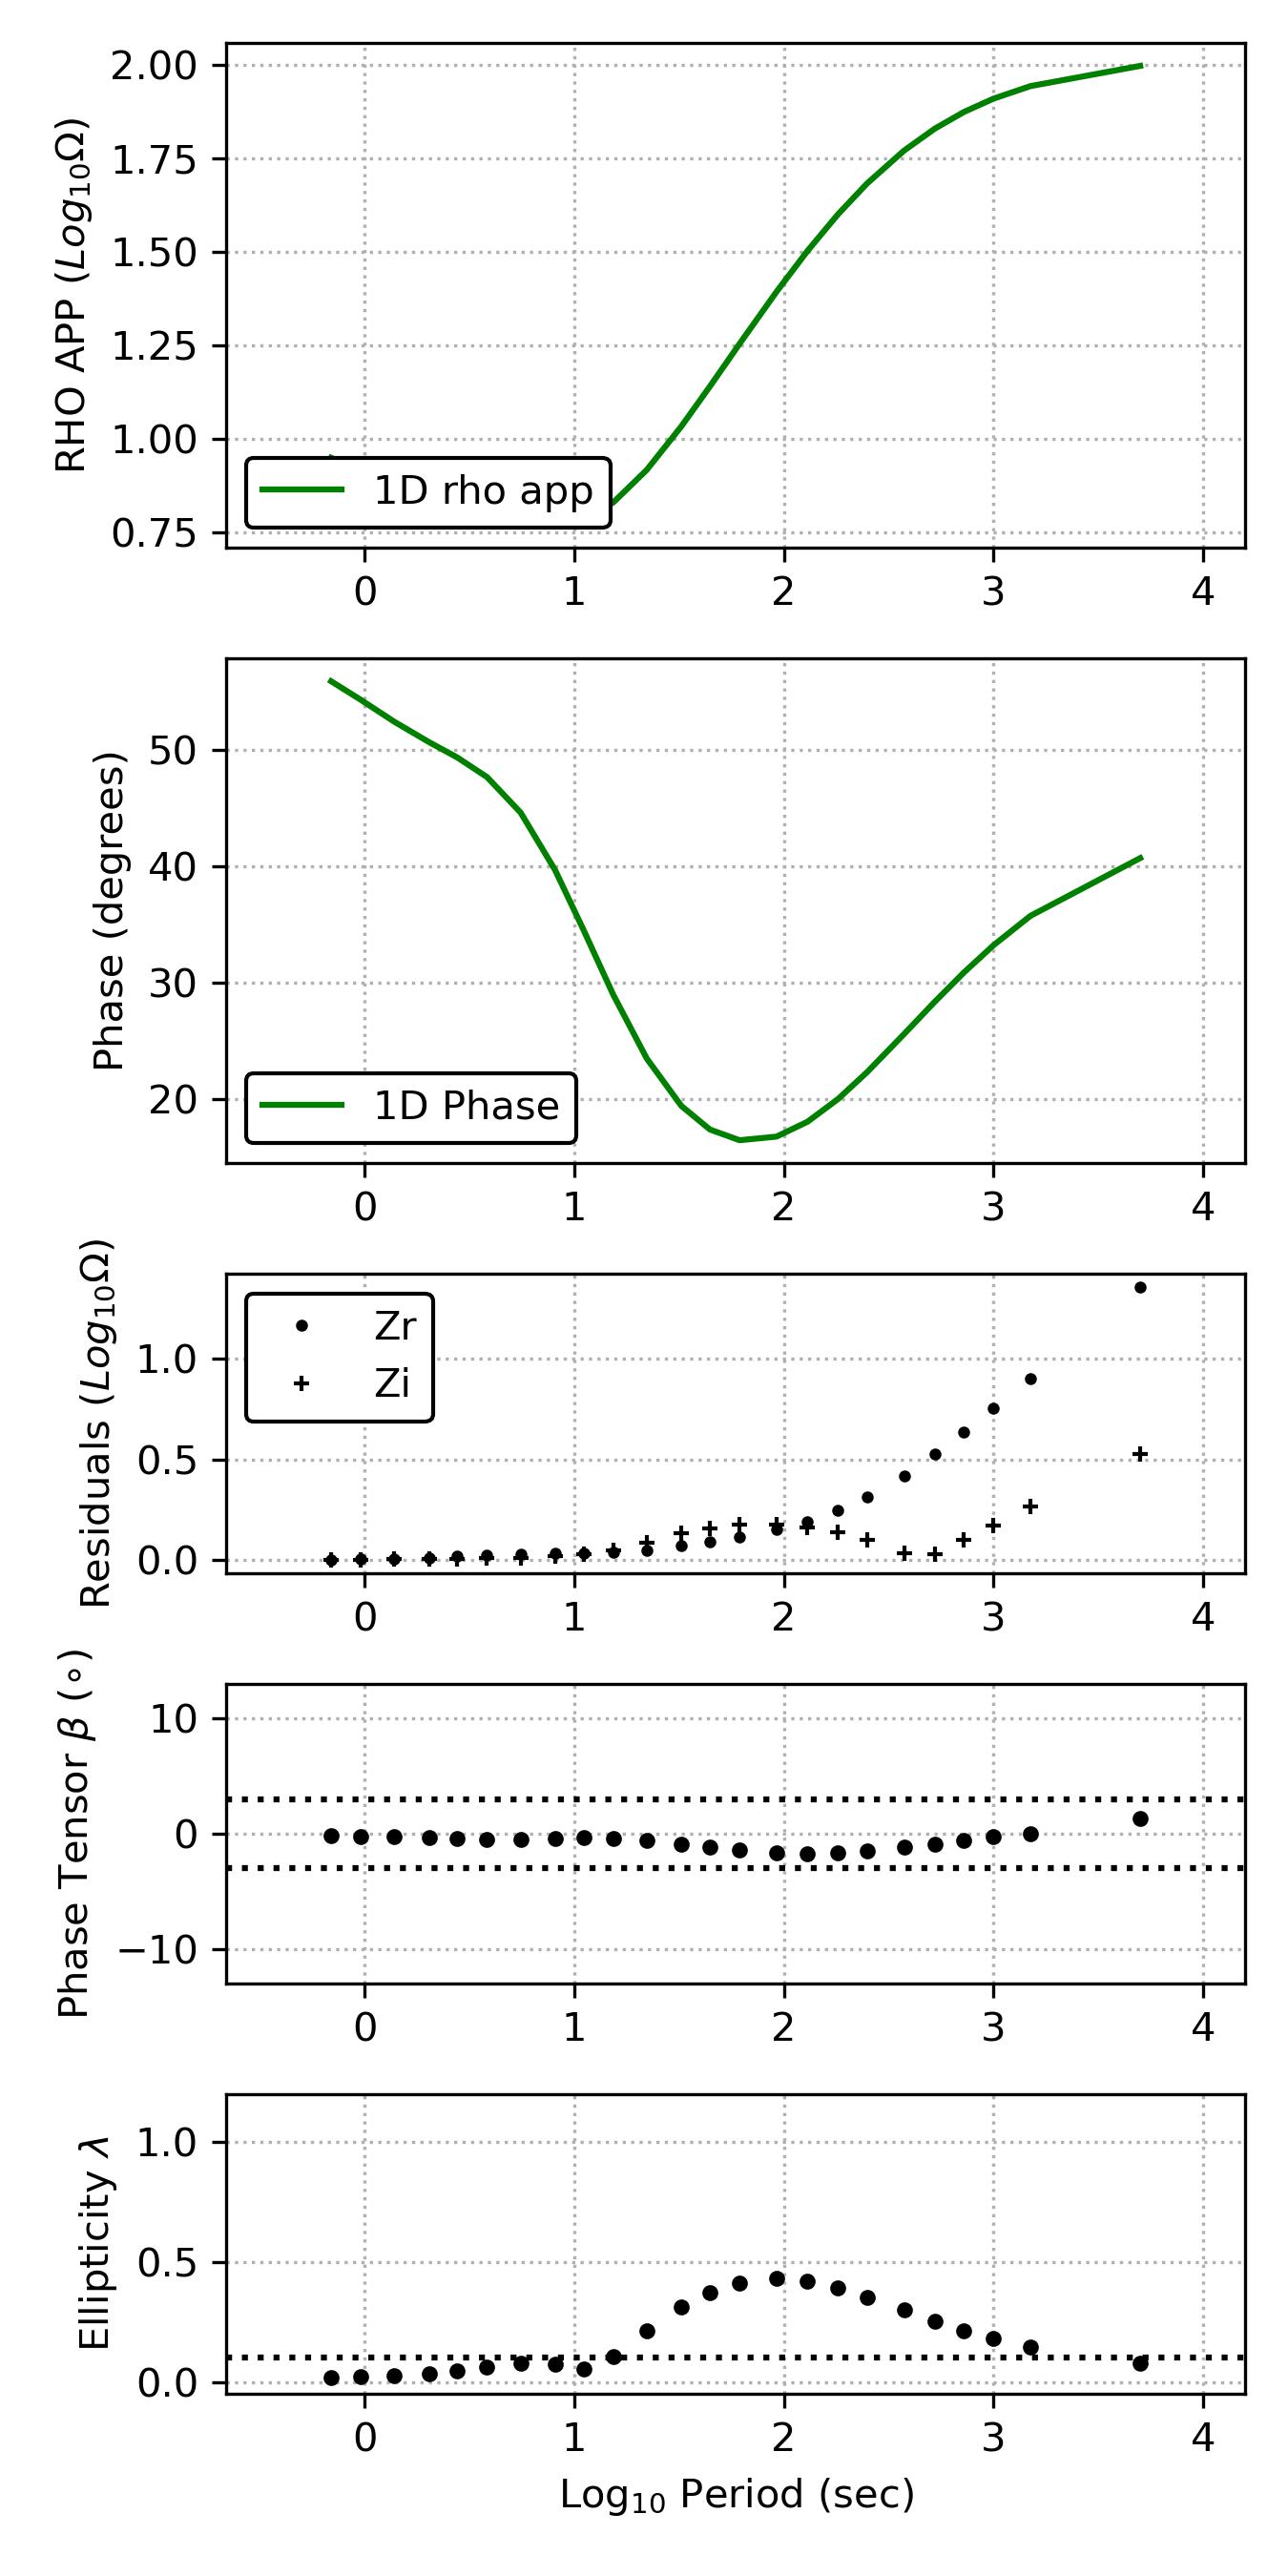 RHO APP (Log10Ω)
2.00
1.75
1.50
1.25
1.00
0.75
1D rho app
0 1 2 3 4
Phase (degrees)
50
40
30
20
1D Phase
0 1 2 3 4
Residuals (Log10Ω)
1.0
0.5
0.0
Zr
Zi
0 1 2 3 4
Phase Tensor β (∘)
10
0
−10
0 1 2 3 4
Ellipticity λ
1.0
0.5
0.0
0 1 2 3 4
Log10 Period (sec)